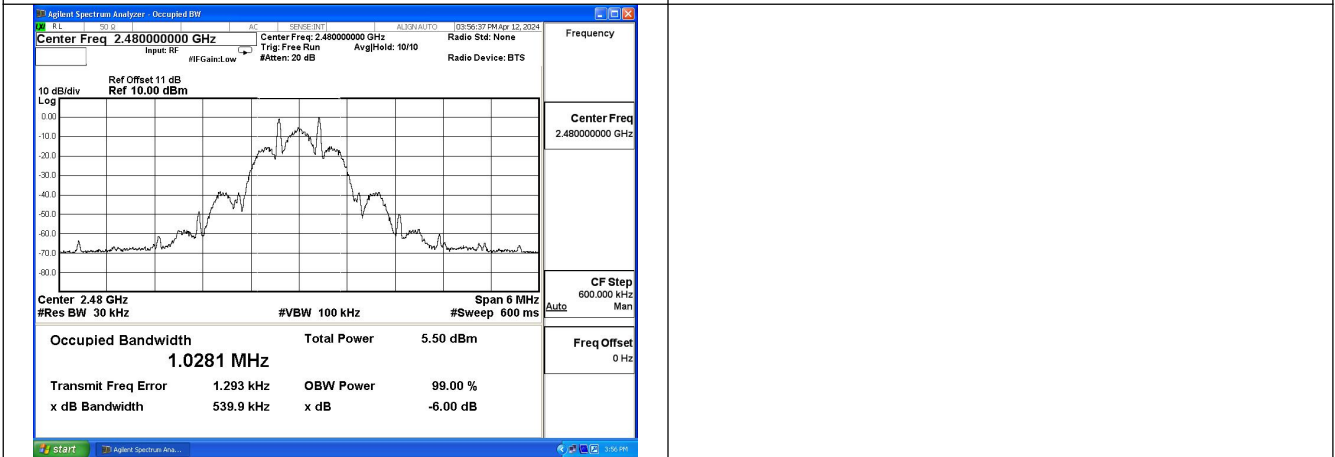 Agilent Spectrum Analyzer - Occupied BW
RL 50 Ω AC SENSE:INT ALIGN AUTO 03:56:37 PM Apr 12, 2024
Center Freq 2.480000000 GHz Center Freq: 2.480000000 GHz Radio Std: None Frequency
Input: RF Trig: Free Run Avg|Hold: 10/10
#IFGain:Low #Atten: 20 dB Radio Device: BTS
Ref Offset 11 dB
10 dB/div Ref 10.00 dBm
Log
0.00
-10.0
-20.0
-30.0
-40.0
-50.0
-60.0
-70.0
-80.0
Center Freq
2.480000000 GHz
CF Step
600.000 kHz
Auto Man
Center 2.48 GHz Span 6 MHz
#Res BW 30 kHz #VBW 100 kHz #Sweep 600 ms
Freq Offset
0 Hz
Occupied Bandwidth Total Power 5.50 dBm
1.0281 MHz
Transmit Freq Error 1.293 kHz OBW Power 99.00 %
x dB Bandwidth 539.9 kHz x dB -6.00 dB
start Agilent Spectrum Ana... 3:56 PM